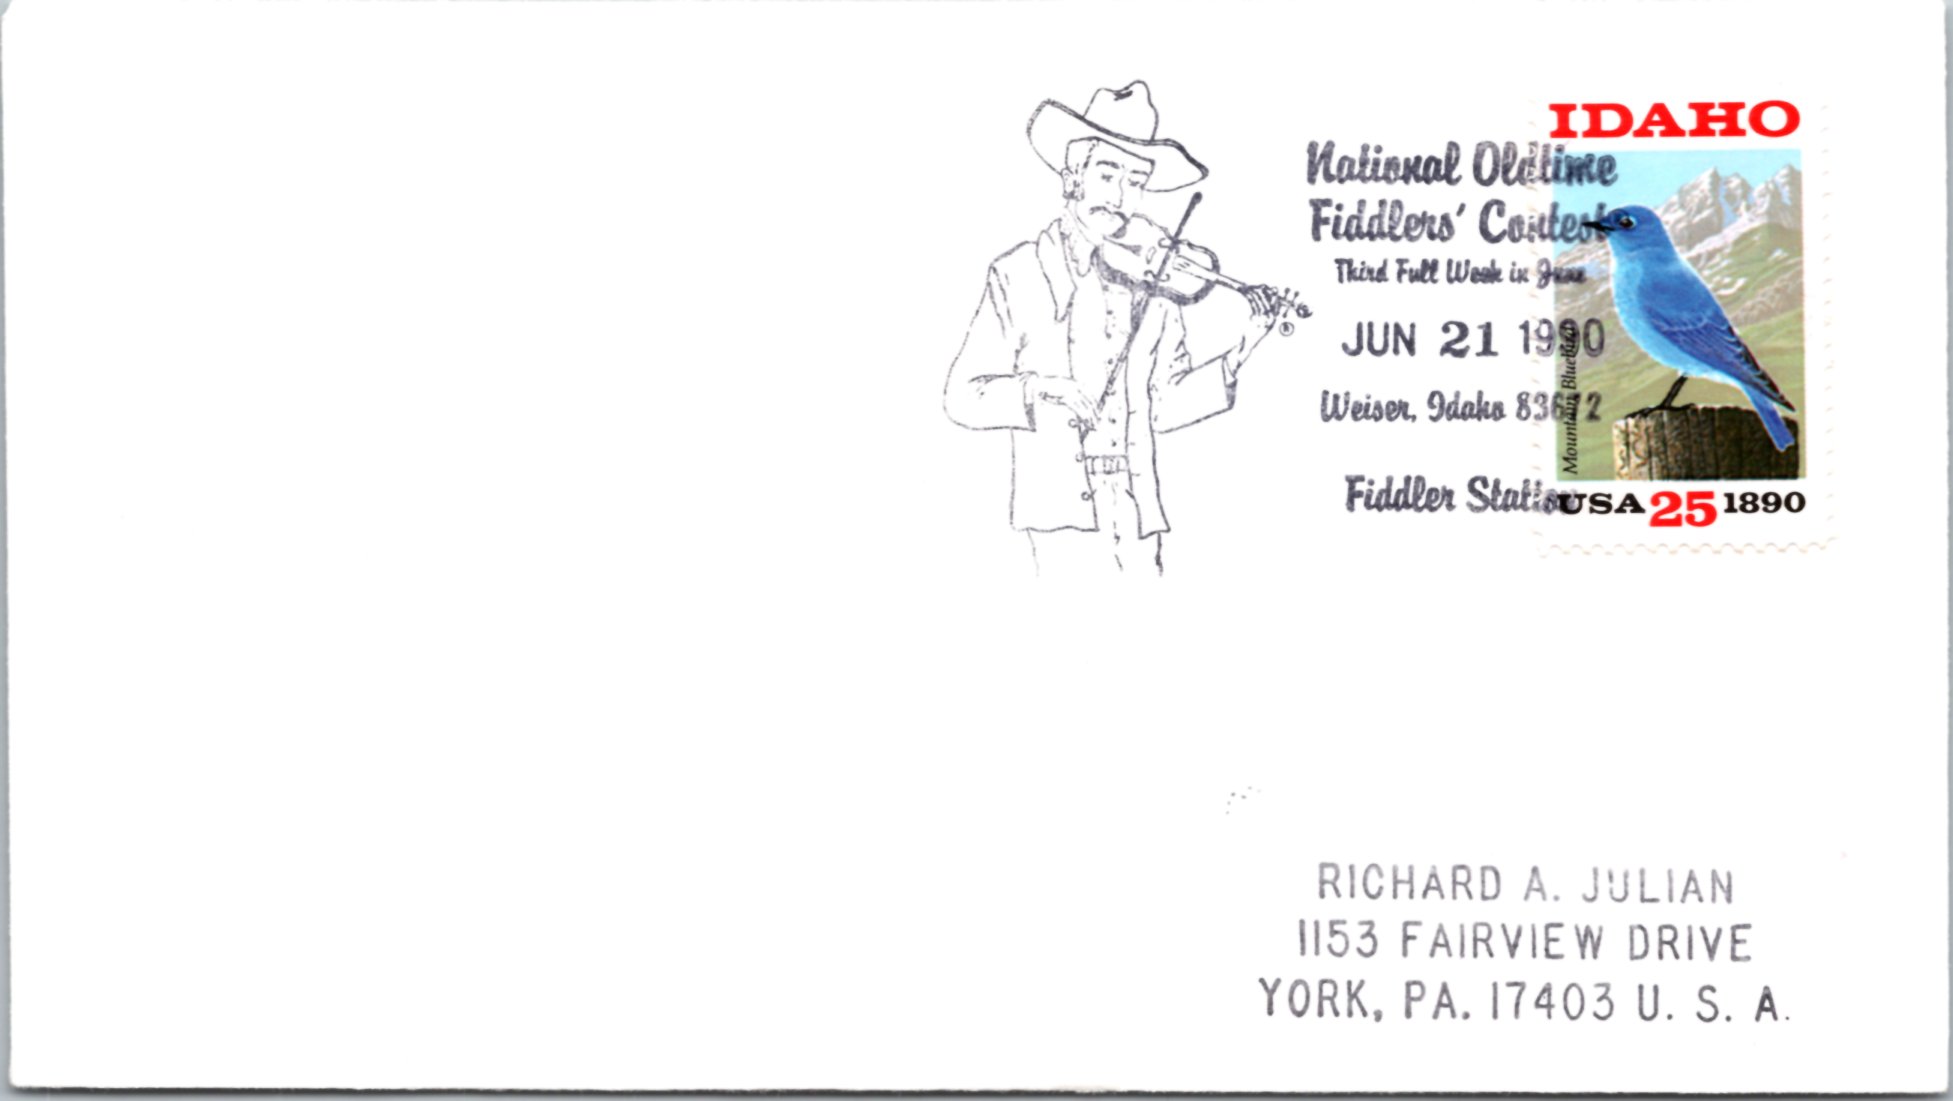 IDAHO
National Oldtime
Fiddlers' Contest
Third Full Week in June
JUN 21 1990
Weiser, Idaho 83672
Fiddler Station
®
Mountain Bluebird
USA 25 1890
RICHARD A. JULIAN
1153 FAIRVIEW DRIVE
YORK, PA. 17403 U. S. A.